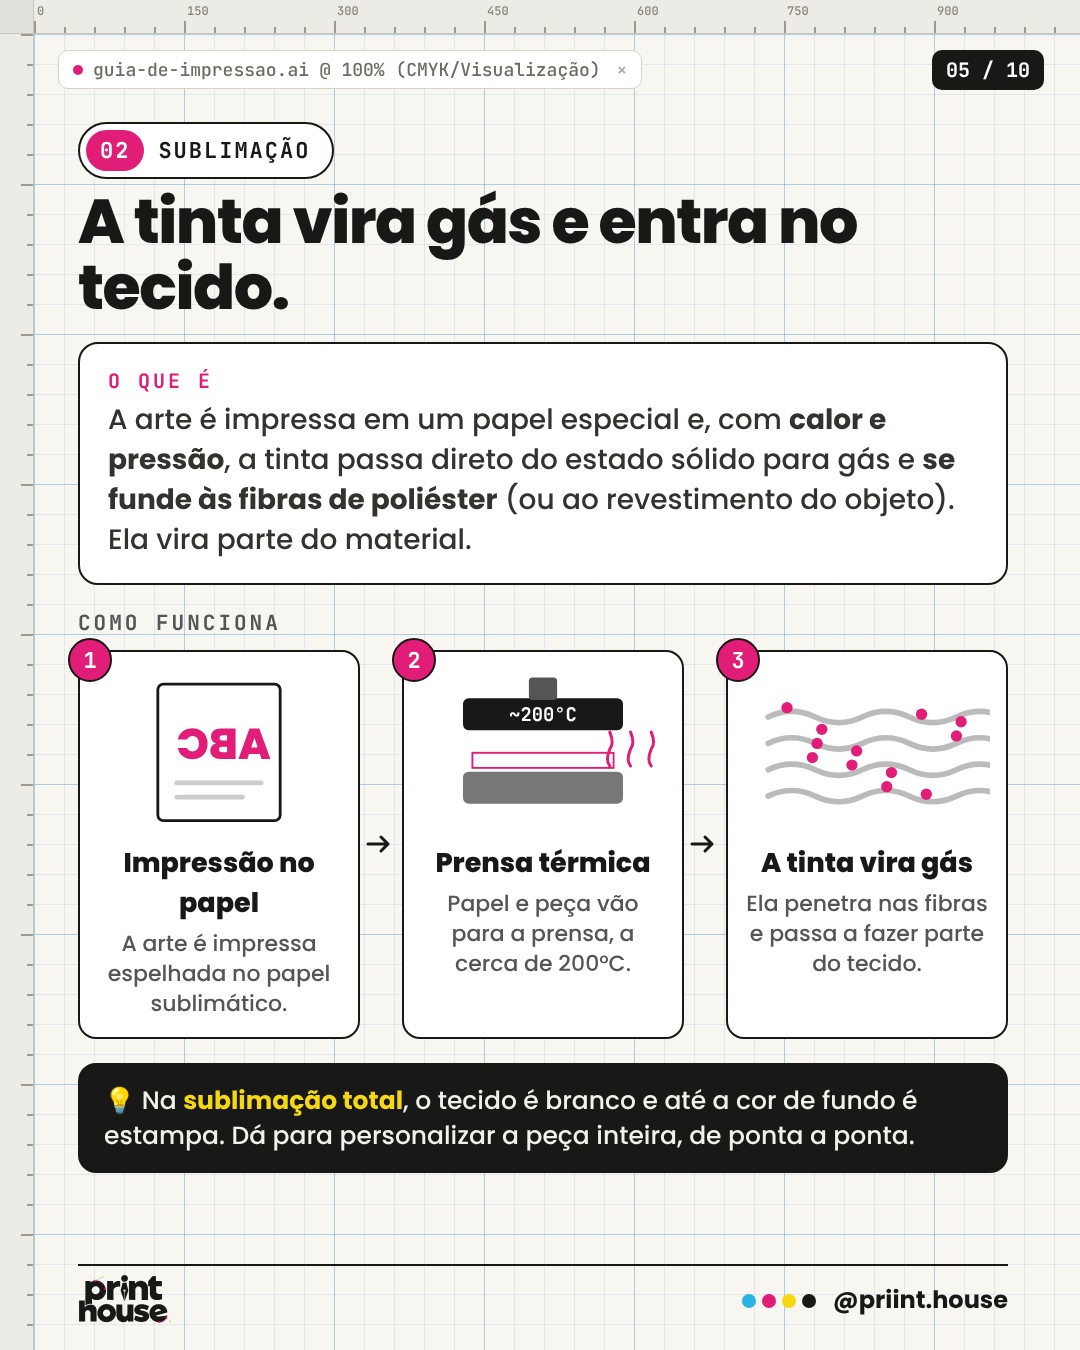 0 150 300 450 600 750 900
guia-de-impressao.ai @ 100% (CMYK/Visualização) ×
05 / 10
02 SUBLIMAÇÃO
A tinta vira gás e entra no
tecido.
O QUE É
A arte é impressa em um papel especial e, com calor e
pressão, a tinta passa direto do estado sólido para gás e se
funde às fibras de poliéster (ou ao revestimento do objeto).
Ela vira parte do material.
COMO FUNCIONA
1
ABC
Impressão no
papel
A arte é impressa
espelhada no papel
sublimático.
→
2
~200°C
Prensa térmica
Papel e peça vão
para a prensa, a
cerca de 200°C.
→
3
A tinta vira gás
Ela penetra nas fibras
e passa a fazer parte
do tecido.
💡 Na sublimação total, o tecido é branco e até a cor de fundo é
estampa. Dá para personalizar a peça inteira, de ponta a ponta.
print
house
@priint.house